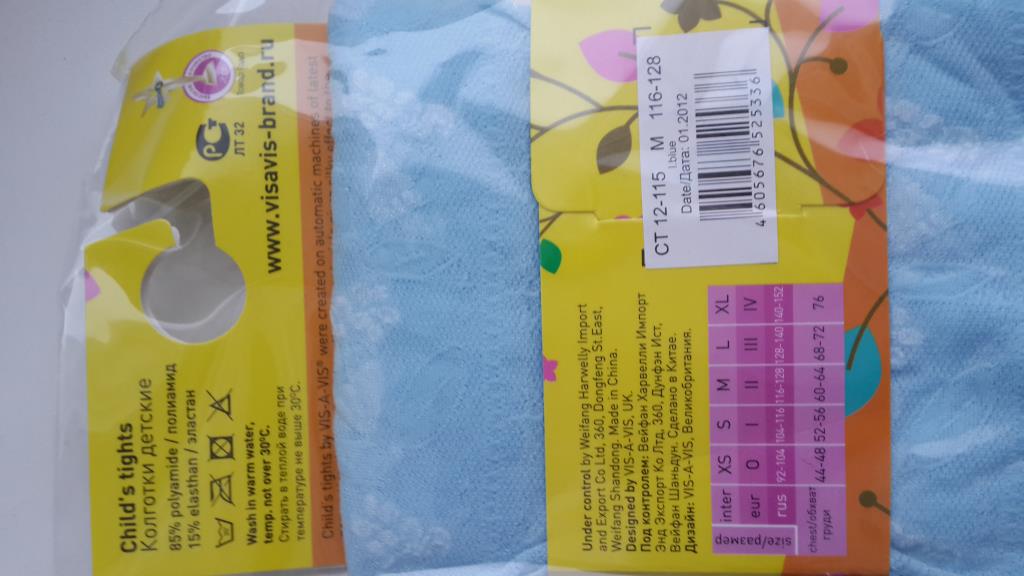 Child's tights
Колготки детские
85% polyamide / полиамид
15% elasthan / эластан
Wash in warm water,
temp. not over 30ºC.
Стирать в теплой воде при
температуре не выше 30ºC.
РСТ
ЛТ 32
www.visavis-brand.ru
Child's tights by VIS-A-VIS® were created on automatic machines of latest
Under control by Weifang Harwelly Import
and Export Co Ltd, 360, Dongfeng St.East,
Weifang Shandong. Made in China.
Designed by VIS-A-VIS, UK.
Под контролем: Вейфан Харвелли Импорт
Энд Экспорт Ко Лтд, 360, Дунфэн Ист,
Вейфан Шаньдун. Сделано в Китае.
Дизайн: VIS-A-VIS, Великобритания.
size/размер
inter XS S M L XL
eur O I II III IV
rus 92-104 104-116 116-128 128-140 140-152
chest/обхват груди 44-48 52-56 60-64 68-72 76
CT 12-115 M 116-128
l.blue
Date/Дата: 01.2012
4 605676 525336